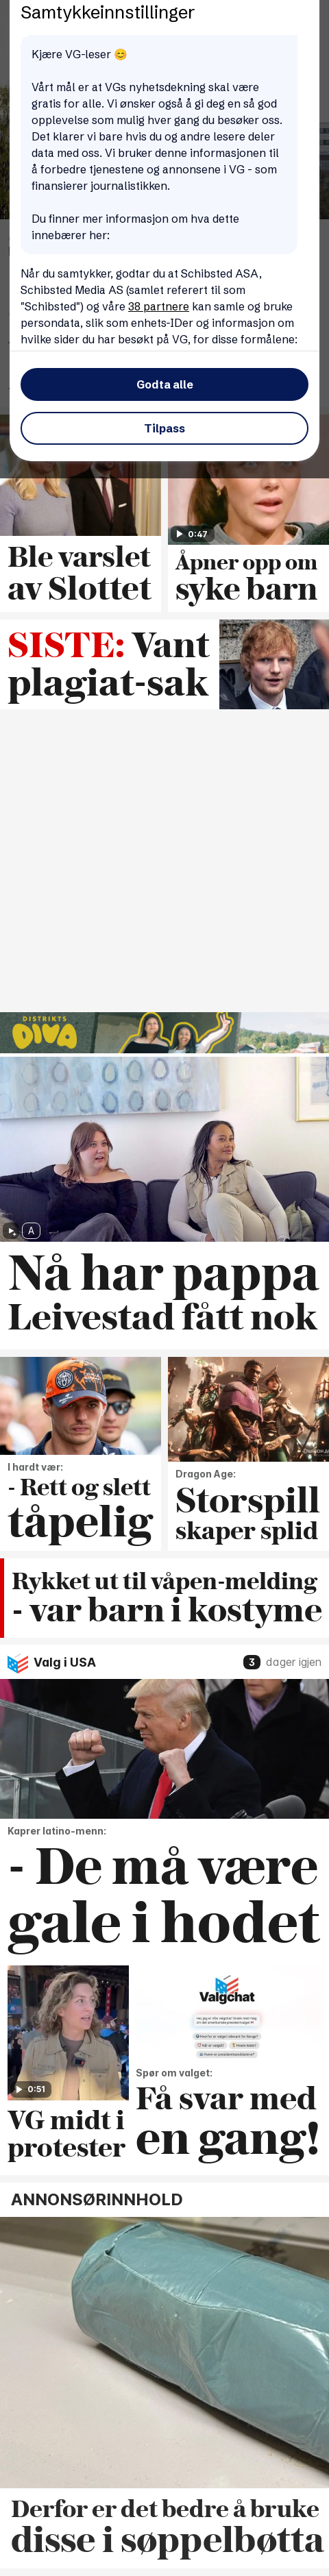 Samtykkeinnstillinger
Kjære VG-leser 😊
Vårt mål er at VGs nyhetsdekning skal være
gratis for alle. Vi ønsker også å gi deg en så god
opplevelse som mulig hver gang du besøker oss.
Det klarer vi bare hvis du og andre lesere deler
data med oss. Vi bruker denne informasjonen til
å forbedre tjenestene og annonsene i VG - som
finansierer journalistikken.
Du finner mer informasjon om hva dette
innebærer her:
Når du samtykker, godtar du at Schibsted ASA,
Schibsted Media AS (samlet referert til som
"Schibsted") og våre 38 partnere kan samle og bruke
persondata, slik som enhets-IDer og informasjon om
hvilke sider du har besøkt på VG, for disse formålene:
Godta alle
Tilpass
Ble varslet
av Slottet
0:47
Åpner opp om
syke barn
SISTE: Vant
plagiat-sak
DISTRIKTS
DIVA
A
Nå har pappa
Leivestad fått nok
I hardt vær:
- Rett og slett
tåpelig
Dragon Age:
Storspill
skaper splid
Rykket ut til våpen-melding
- var barn i kostyme
Valg i USA
3 dager igjen
Kaprer latino-menn:
- De må være
gale i hodet
0:51
VG midt i
protester
Valgchat
Spør om valget:
Få svar med
en gang!
ANNONSØRINNHOLD
Derfor er det bedre å bruke
disse i søppelbøtta